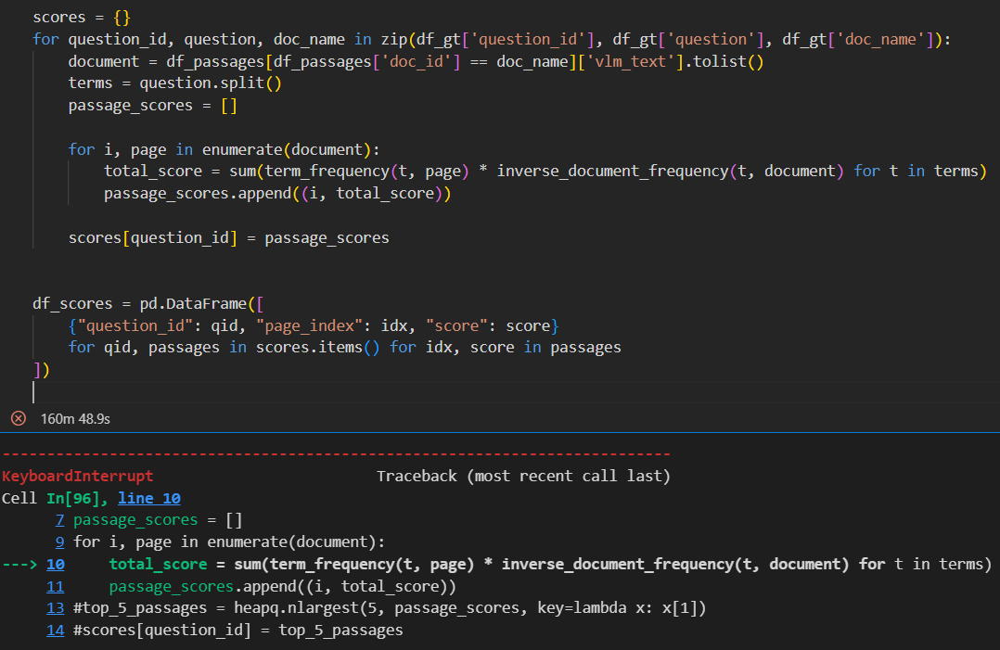 scores = {}
for question_id, question, doc_name in zip(df_gt['question_id'], df_gt['question'], df_gt['doc_name']):
    document = df_passages[df_passages['doc_id'] == doc_name]['vlm_text'].tolist()
    terms = question.split()
    passage_scores = []
    for i, page in enumerate(document):
        total_score = sum(term_frequency(t, page) * inverse_document_frequency(t, document) for t in terms)
        passage_scores.append((i, total_score))
    scores[question_id] = passage_scores
df_scores = pd.DataFrame([
    {"question_id": qid, "page_index": idx, "score": score}
    for qid, passages in scores.items() for idx, score in passages
])
160m 48.9s
---------------------------------------------------------------------------
KeyboardInterrupt                         Traceback (most recent call last)
Cell In[96], line 10
      7 passage_scores = []
      9 for i, page in enumerate(document):
---> 10     total_score = sum(term_frequency(t, page) * inverse_document_frequency(t, document) for t in terms)
     11     passage_scores.append((i, total_score))
     13 #top_5_passages = heapq.nlargest(5, passage_scores, key=lambda x: x[1])
     14 #scores[question_id] = top_5_passages